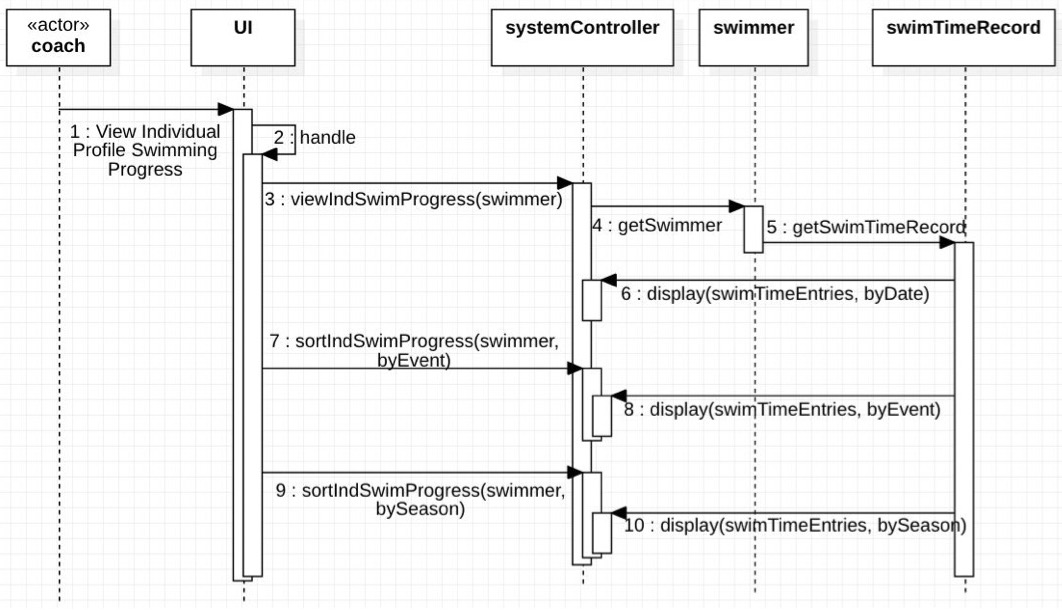 «actor»
coach
UI
systemController
swimmer
swimTimeRecord
1 : View Individual
Profile Swimming
Progress
2 : handle
3 : viewIndSwimProgress(swimmer)
4 : getSwimmer
5 : getSwimTimeRecord
6 : display(swimTimeEntries, byDate)
7 : sortIndSwimProgress(swimmer,
byEvent)
8 : display(swimTimeEntries, byEvent)
9 : sortIndSwimProgress(swimmer,
bySeason)
10 : display(swimTimeEntries, bySeason)